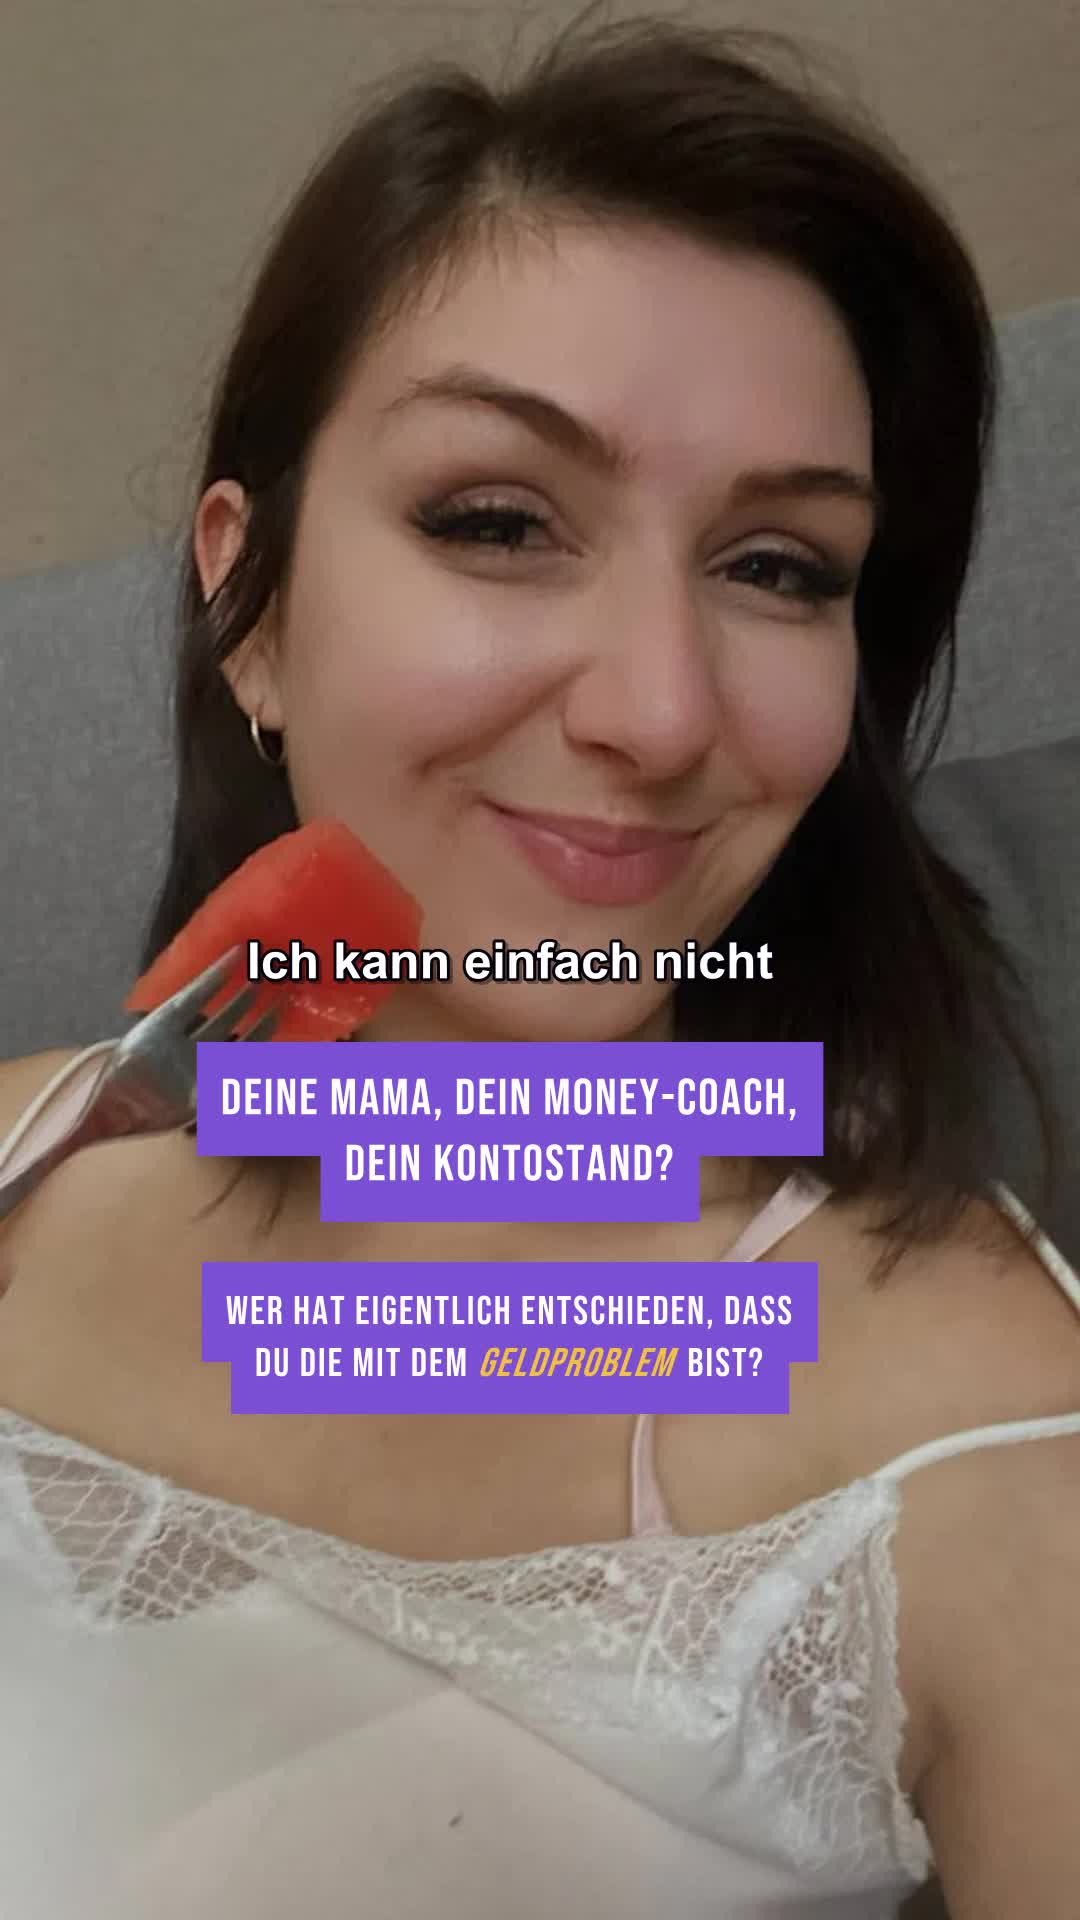 Ich kann einfach nicht
DEINE MAMA, DEIN MONEY-COACH,
DEIN KONTOSTAND?
WER HAT EIGENTLICH ENTSCHIEDEN, DASS
DU DIE MIT DEM GELDPROBLEM BIST?